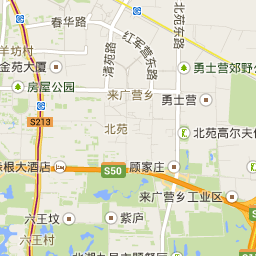 春华路
清苑路
红军营东路
北苑东路
羊坊村
金苑大厦
勇士营郊野公
房屋公园
来广营乡
勇士营
S213
北苑
北苑高尔夫俱
根大酒店
S50
顾家庄
来广营乡工业区
六王坟
紫庐
六王村